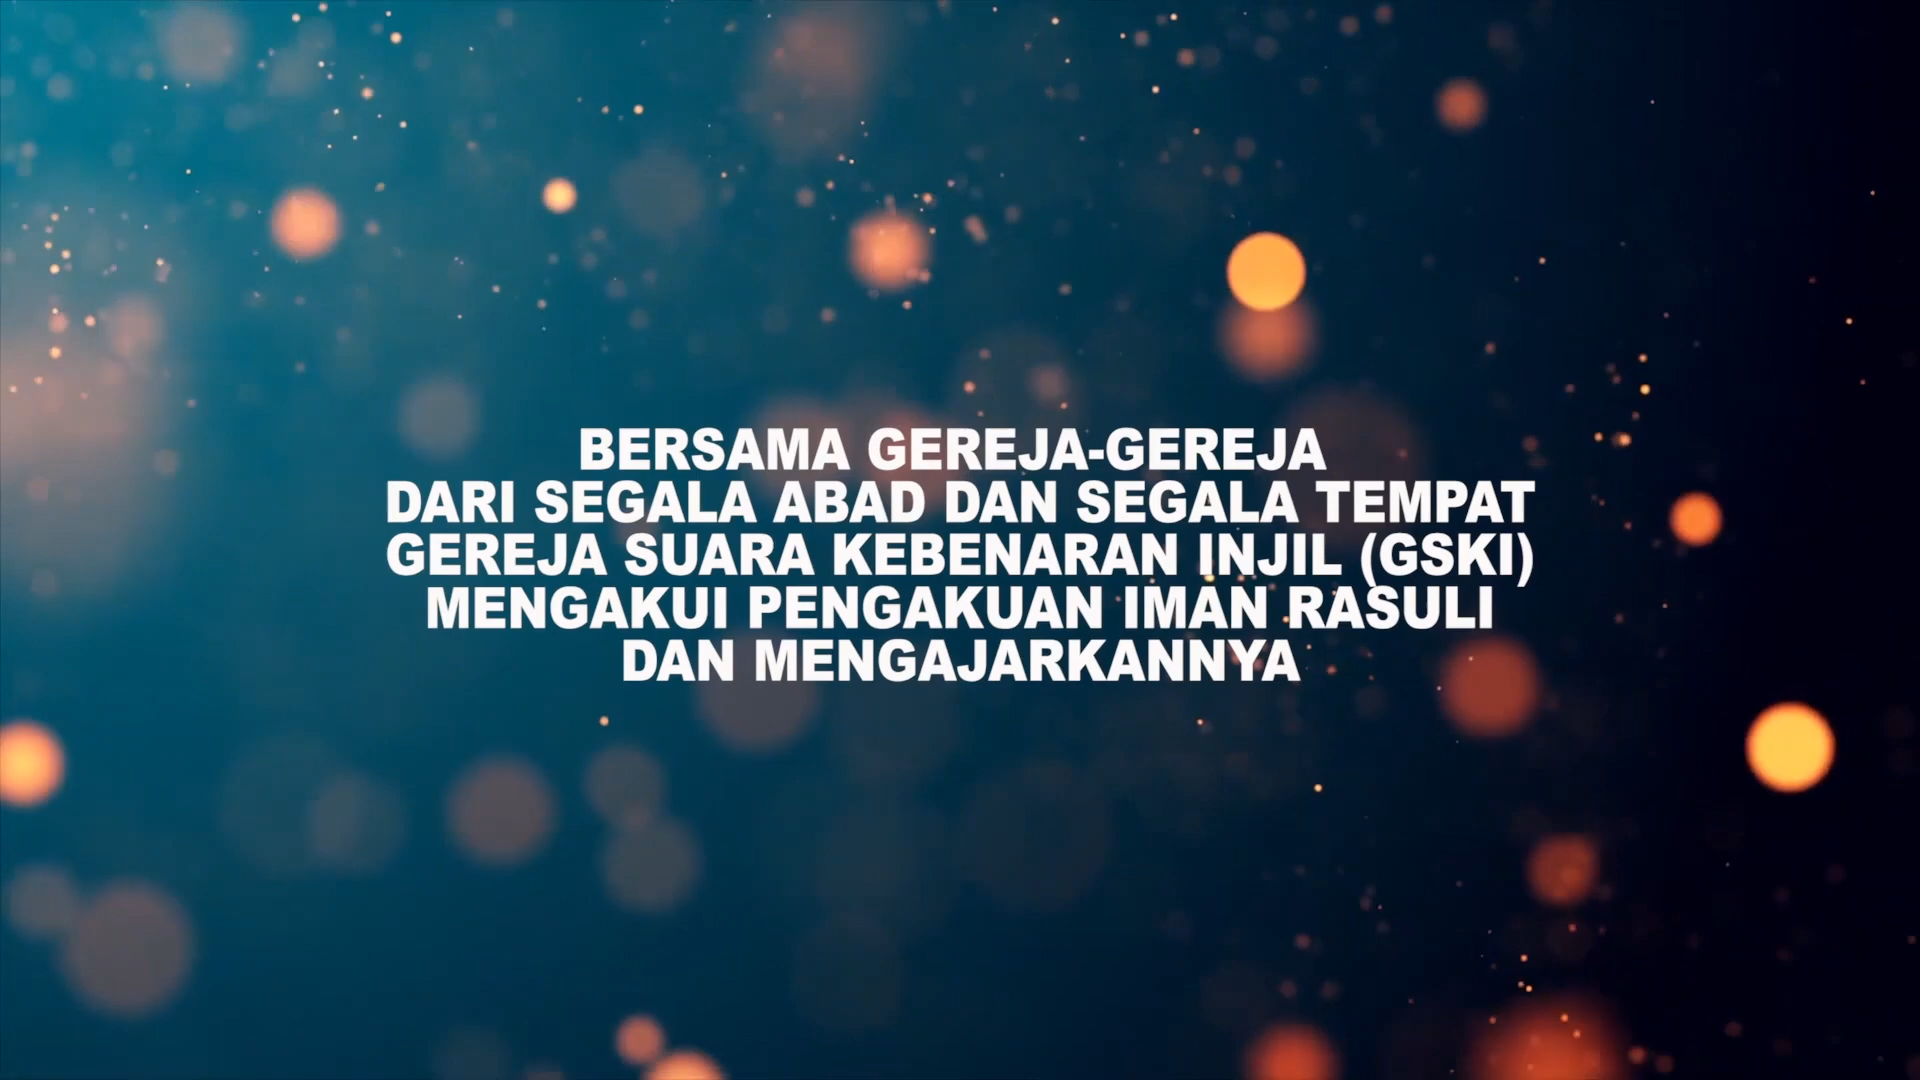 BERSAMA GEREJA-GEREJA
DARI SEGALA ABAD DAN SEGALA TEMPAT
GEREJA SUARA KEBENARAN INJIL (GSKI)
MENGAKUI PENGAKUAN IMAN RASULI
DAN MENGAJARKANNYA